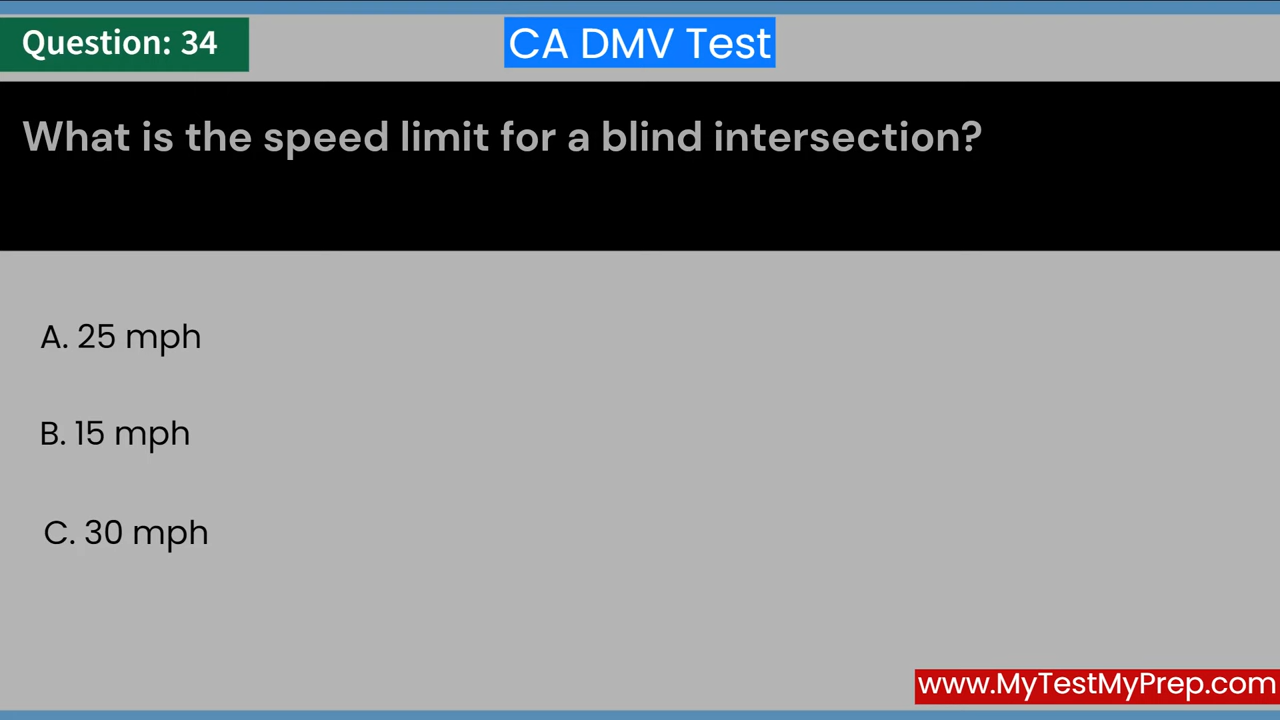 Question: 34
CA DMV Test
What is the speed limit for a blind intersection?
A. 25 mph
B. 15 mph
C. 30 mph
www.MyTestMyPrep.com